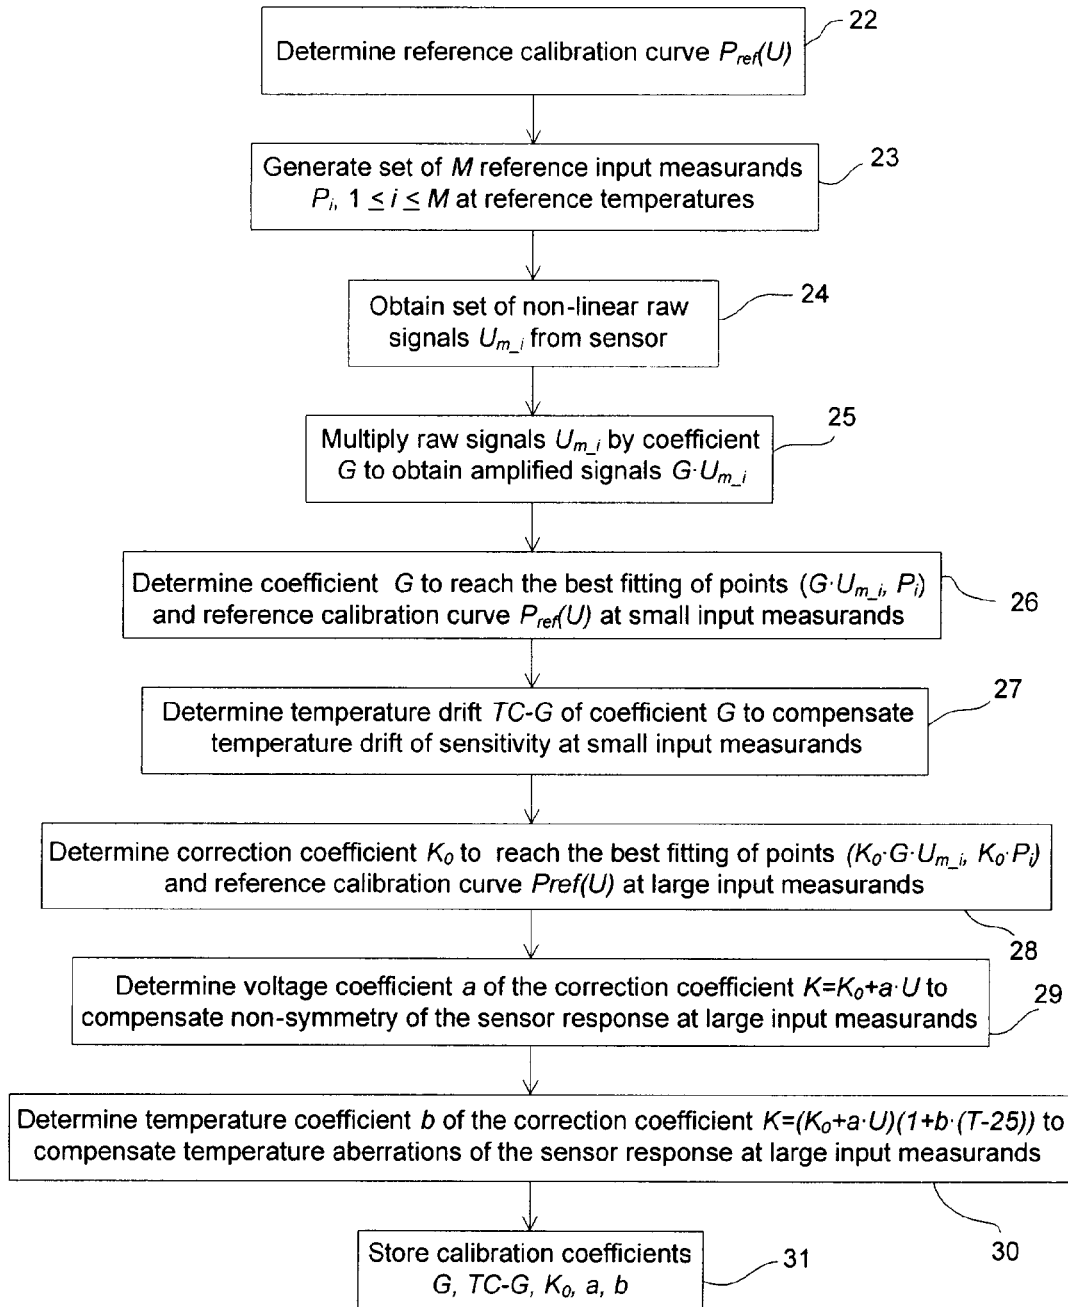 Determine reference calibration curve Pref(U)
22
Generate set of M reference input measurands
Pi, 1 ≤ i ≤ M at reference temperatures
23
Obtain set of non-linear raw
signals Um_i from sensor
24
Multiply raw signals Um_i by coefficient
G to obtain amplified signals G·Um_i
25
Determine coefficient G to reach the best fitting of points (G·Um_i, Pi)
and reference calibration curve Pref(U) at small input measurands
26
Determine temperature drift TC-G of coefficient G to compensate
temperature drift of sensitivity at small input measurands
27
Determine correction coefficient K0 to reach the best fitting of points (K0·G·Um_i, K0·Pi)
and reference calibration curve Pref(U) at large input measurands
28
Determine voltage coefficient a of the correction coefficient K=K0+a·U to
compensate non-symmetry of the sensor response at large input measurands
29
Determine temperature coefficient b of the correction coefficient K=(K0+a·U)(1+b·(T-25)) to
compensate temperature aberrations of the sensor response at large input measurands
30
Store calibration coefficients
G, TC-G, K0, a, b
31